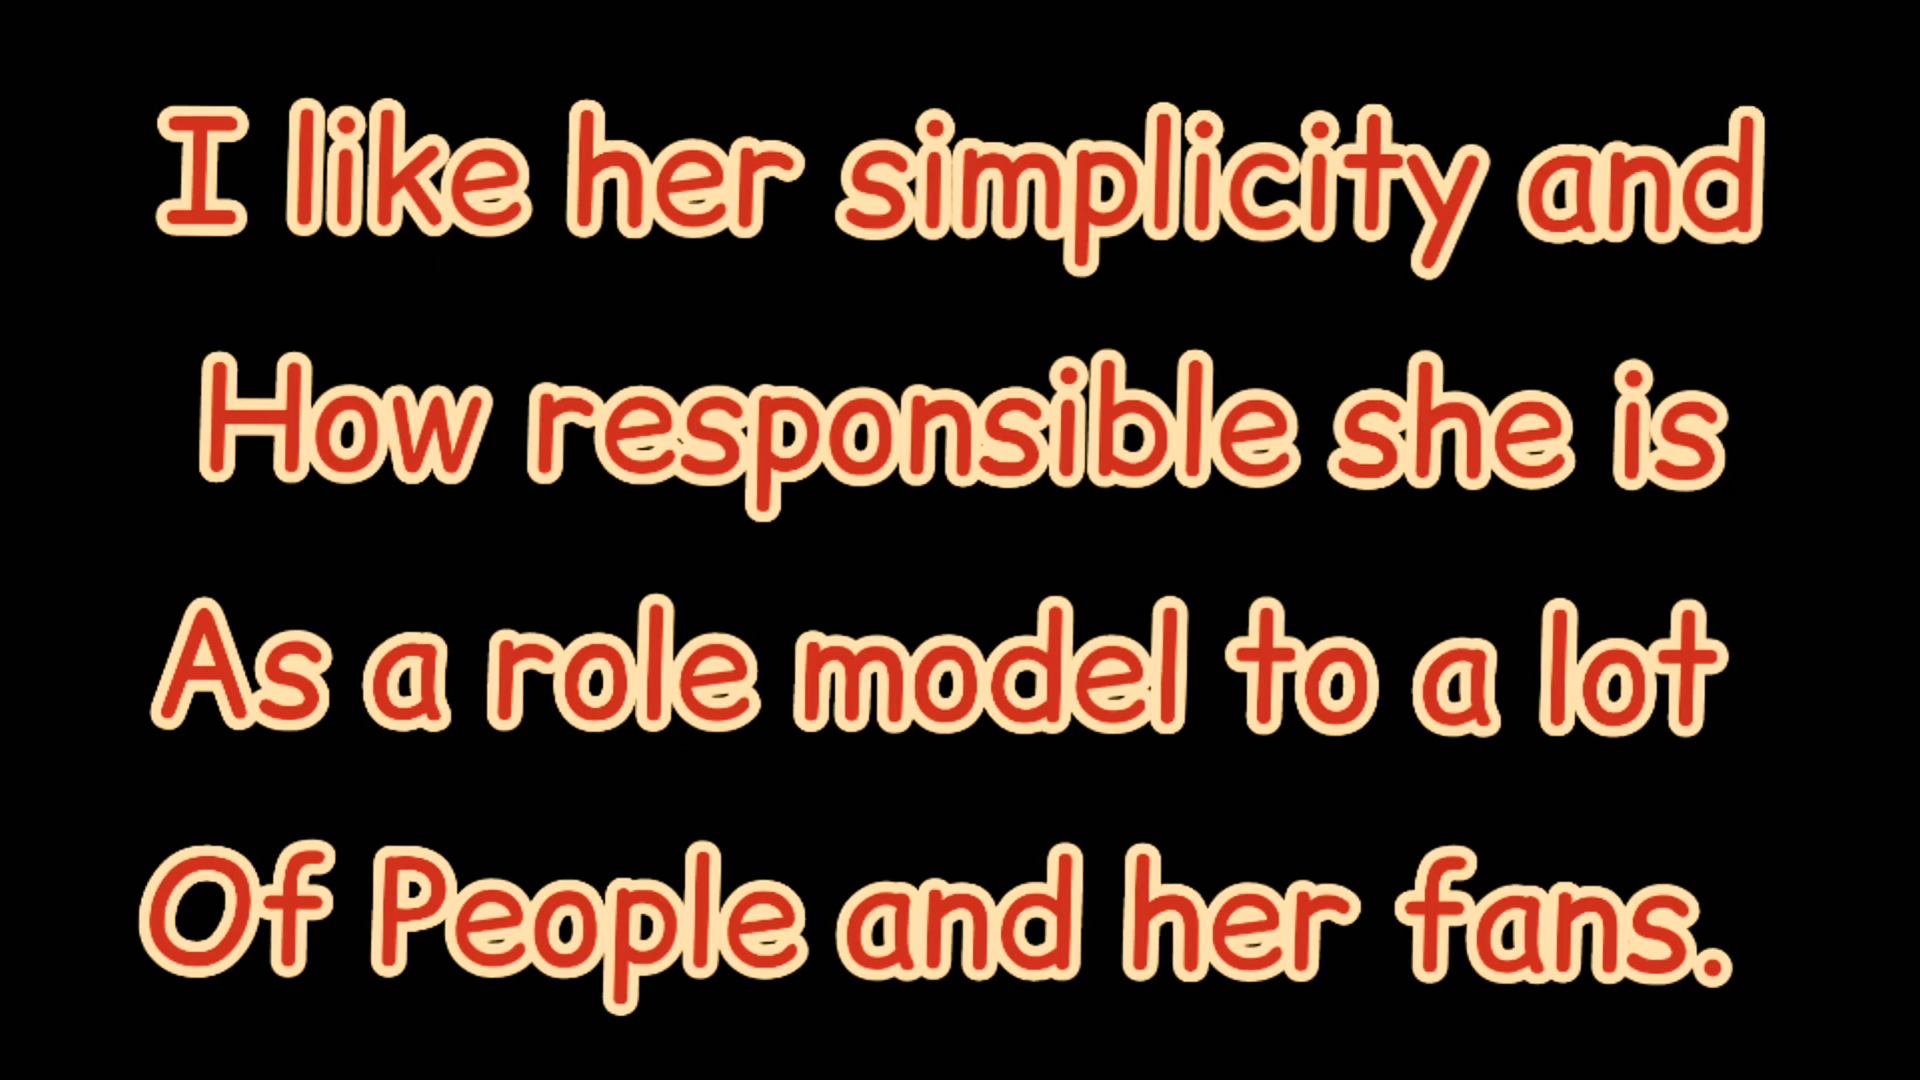 I like her simplicity and
How responsible she is
As a role model to a lot
Of People and her fans.